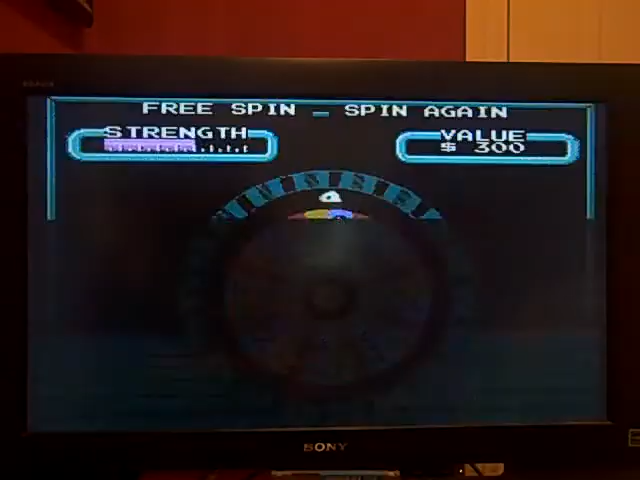 FREE SPIN _ SPIN AGAIN
STRENGTH
VALUE
$ 300
SONY